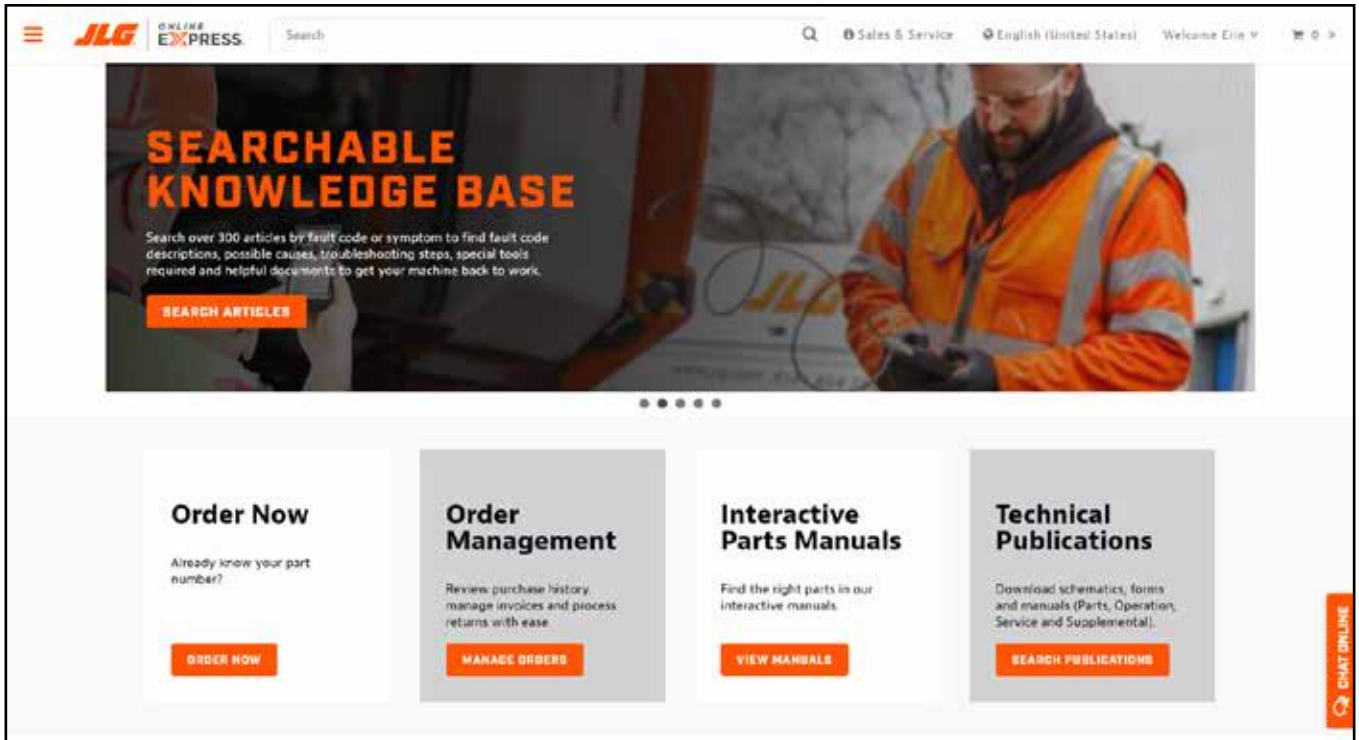 JLG
ONLINE
EXPRESS
Search
Sales & Service
English (United States)
Welcome Erin
0
SEARCHABLE
KNOWLEDGE BASE
Search over 300 articles by fault code or symptom to find fault code
descriptions, possible causes, troubleshooting steps, special tools
required and helpful documents to get your machine back to work.
SEARCH ARTICLES
JLG
Order Now
Already know your part
number?
ORDER NOW
Order
Management
Review purchase history
manage invoices and process
returns with ease
MANAGE ORDERS
Interactive
Parts Manuals
Find the right parts in our
interactive manuals.
VIEW MANUALS
Technical
Publications
Download schematics, forms
and manuals (Parts, Operation,
Service and Supplemental).
SEARCH PUBLICATIONS
CHAT ONLINE